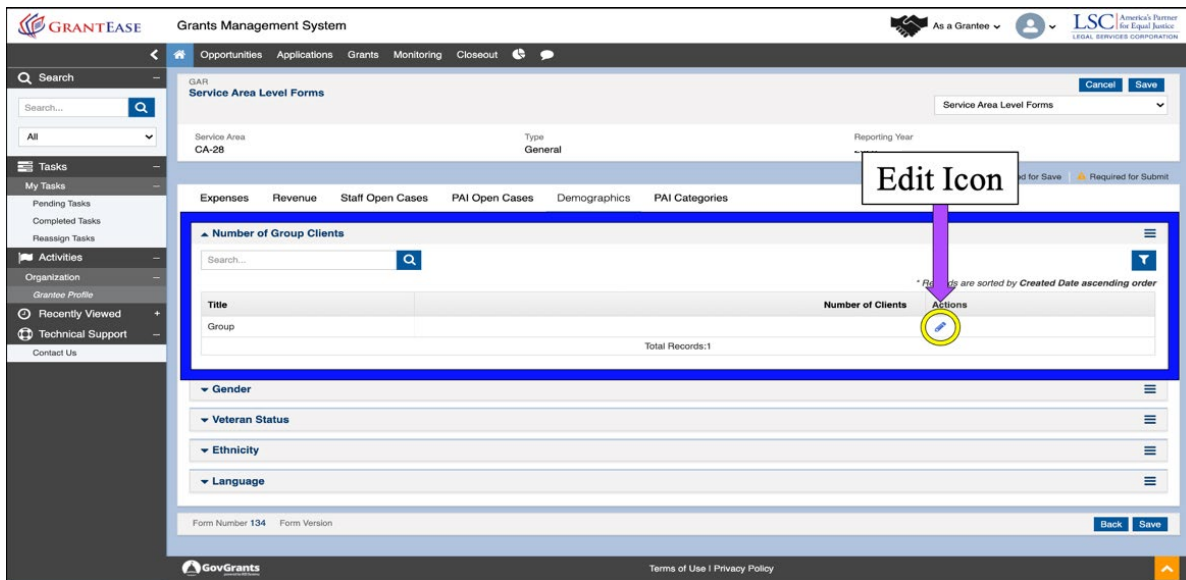 GRANTEASE
Grants Management System
As a Grantee
LSC America's Partner for Equal Justice
LEGAL SERVICES CORPORATION
Opportunities Applications Grants Monitoring Closeout
Search
Search...
All
Tasks
My Tasks
Pending Tasks
Completed Tasks
Reassign Tasks
Activities
Organization
Grantee Profile
Recently Viewed
Technical Support
Contact Us
GAR
Service Area Level Forms
Cancel Save
Service Area Level Forms
Service Area Type Reporting Year
CA-28 General
Edit Icon
for Save Required for Submit
Expenses Revenue Staff Open Cases PAI Open Cases Demographics PAI Categories
Number of Group Clients
Search...
* are sorted by Created Date ascending order
Title Number of Clients Actions
Group
Total Records:1
Gender
Veteran Status
Ethnicity
Language
Form Number 134 Form Version
Back Save
GovGrants
Terms of Use | Privacy Policy